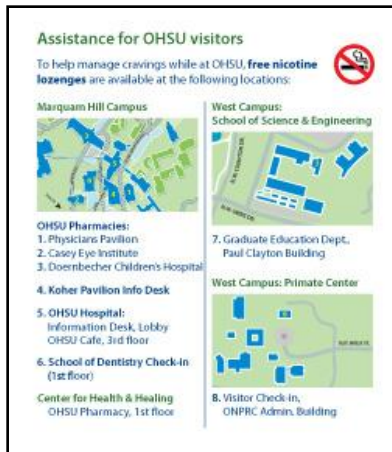 Assistance for OHSU visitors
To help manage cravings while at OHSU, free nicotine
lozenges are available at the following locations:
Marquam Hill Campus
OHSU Pharmacies:
1. Physicians Pavilion
2. Casey Eye Institute
3. Doernbecher Children's Hospital
4. Koher Pavilion Info Desk
5. OHSU Hospital:
Information Desk, Lobby
OHSU Cafe, 3rd floor
6. School of Dentistry Check-in
(1st floor)
Center for Health & Healing
OHSU Pharmacy, 1st floor
West Campus:
School of Science & Engineering
7. Graduate Education Dept.,
Paul Clayton Building
West Campus: Primate Center
8. Visitor Check-in,
ONPRC Admin. Building